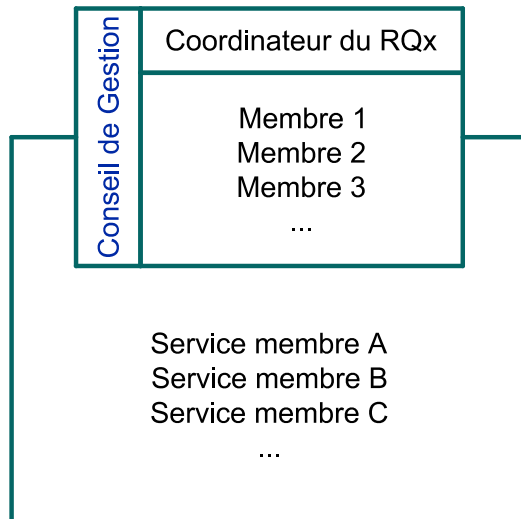 Conseil de Gestion
Coordinateur du RQx
Membre 1
Membre 2
Membre 3
...
Service membre A
Service membre B
Service membre C
...